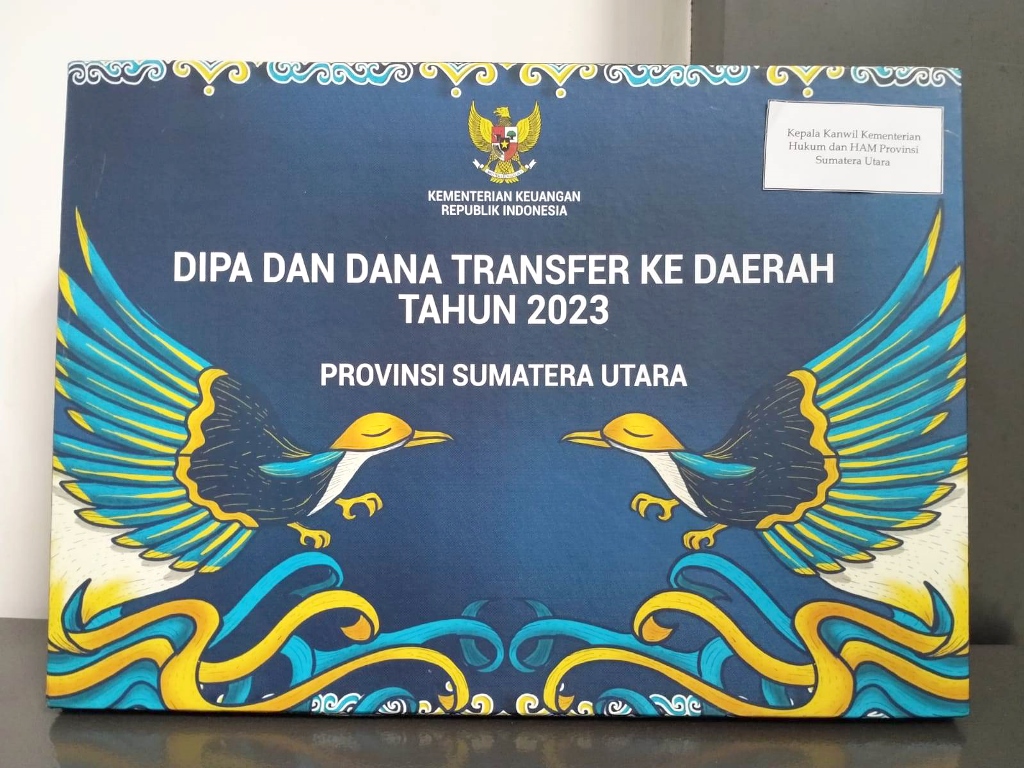 KEMENTERIAN KEUANGAN
REPUBLIK INDONESIA
Kepala Kanwil Kementerian
Hukum dan HAM Provinsi
Sumatera Utara
DIPA DAN DANA TRANSFER KE DAERAH
TAHUN 2023
PROVINSI SUMATERA UTARA